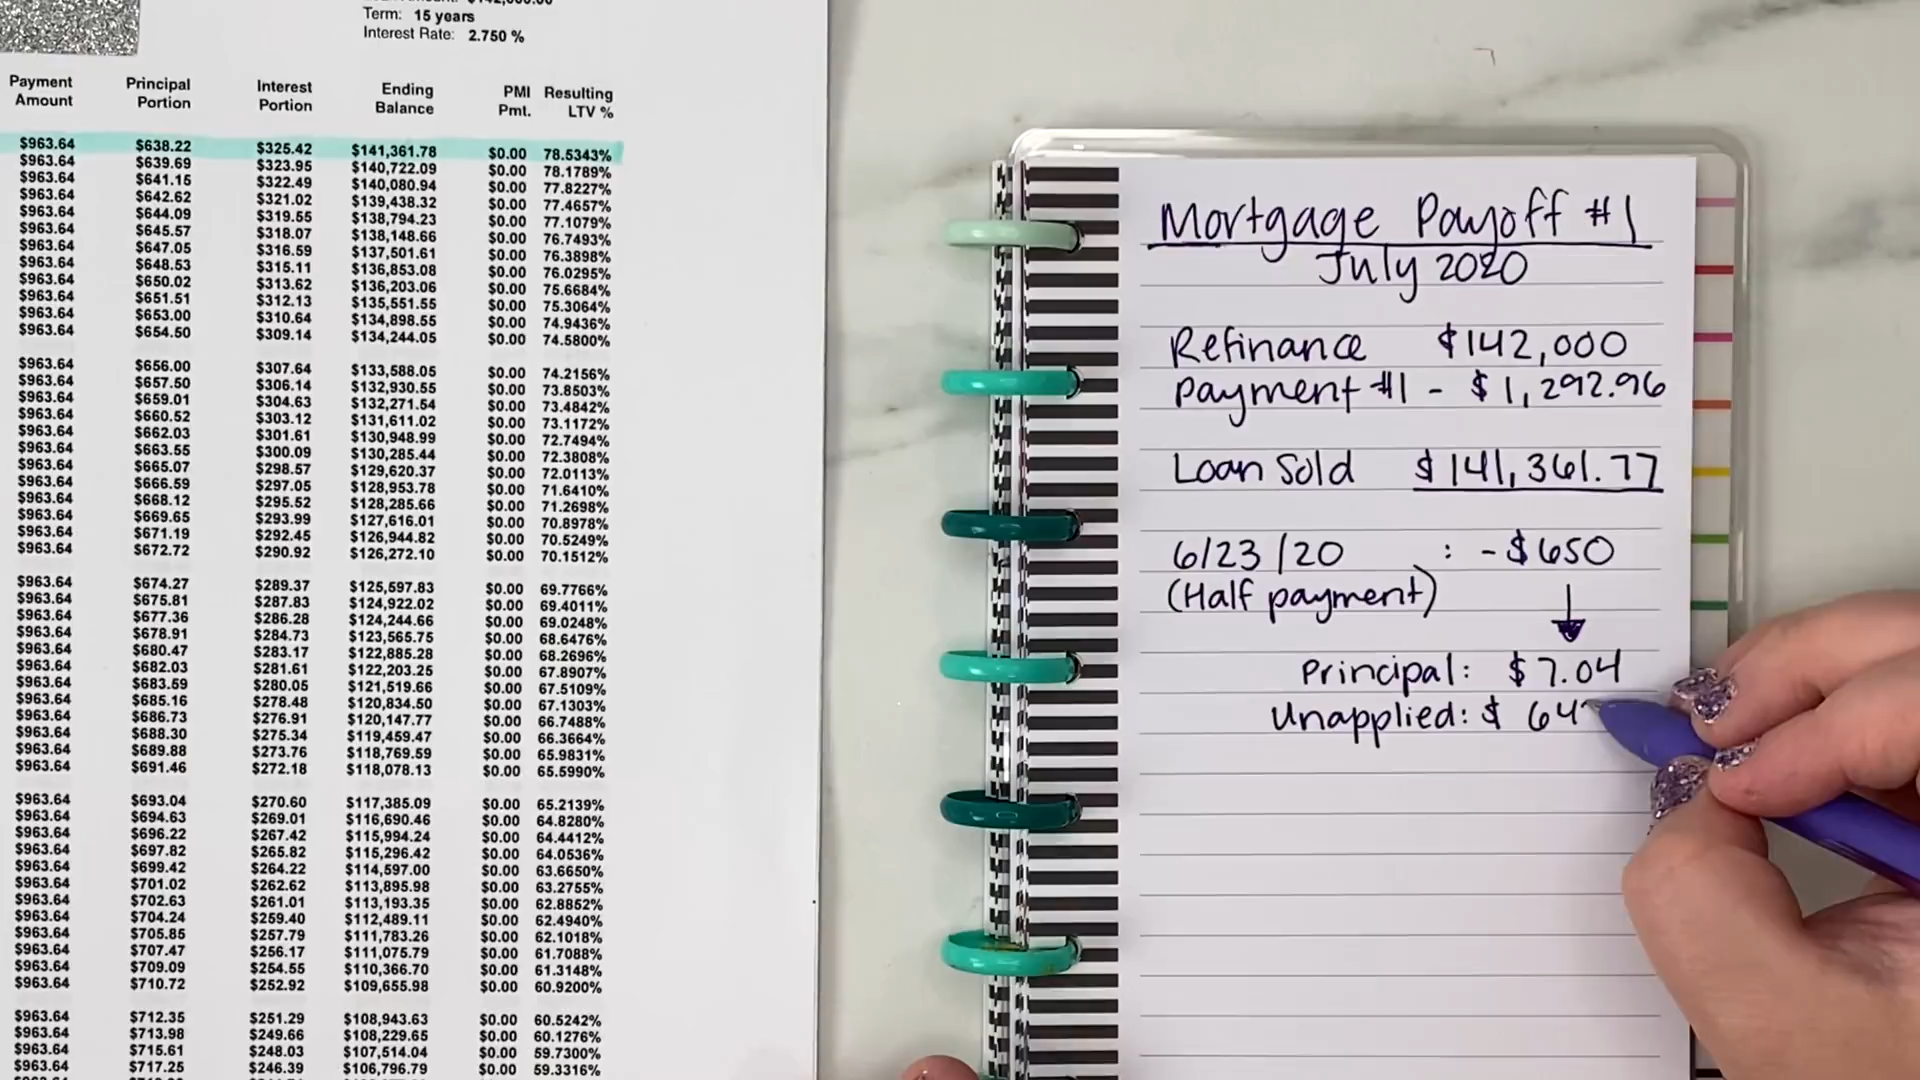 Term: 15 years
Interest Rate: 2.750 %
Payment Amount Principal Portion Interest Portion Ending Balance PMI Pmt. Resulting LTV %
$963.64 $638.22 $325.42 $141,361.78 $0.00 78.5343%
$963.64 $639.69 $323.95 $140,722.09 $0.00 78.1789%
$963.64 $641.15 $322.49 $140,080.94 $0.00 77.8227%
$963.64 $642.62 $321.02 $139,438.32 $0.00 77.4657%
$963.64 $644.09 $319.55 $138,794.23 $0.00 77.1079%
$963.64 $645.57 $318.07 $138,148.66 $0.00 76.7493%
$963.64 $647.05 $316.59 $137,501.61 $0.00 76.3898%
$963.64 $648.53 $315.11 $136,853.08 $0.00 76.0295%
$963.64 $650.02 $313.62 $136,203.06 $0.00 75.6684%
$963.64 $651.51 $312.13 $135,551.55 $0.00 75.3064%
$963.64 $653.00 $310.64 $134,898.55 $0.00 74.9436%
$963.64 $654.50 $309.14 $134,244.05 $0.00 74.5800%
$963.64 $656.00 $307.64 $133,588.05 $0.00 74.2156%
$963.64 $657.50 $306.14 $132,930.55 $0.00 73.8503%
$963.64 $659.01 $304.63 $132,271.54 $0.00 73.4842%
$963.64 $660.52 $303.12 $131,611.02 $0.00 73.1172%
$963.64 $662.03 $301.61 $130,948.99 $0.00 72.7494%
$963.64 $663.55 $300.09 $130,285.44 $0.00 72.3808%
$963.64 $665.07 $298.57 $129,620.37 $0.00 72.0113%
$963.64 $666.59 $297.05 $128,953.78 $0.00 71.6410%
$963.64 $668.12 $295.52 $128,285.66 $0.00 71.2698%
$963.64 $669.65 $293.99 $127,616.01 $0.00 70.8978%
$963.64 $671.19 $292.45 $126,944.82 $0.00 70.5249%
$963.64 $672.72 $290.92 $126,272.10 $0.00 70.1512%
$963.64 $674.27 $289.37 $125,597.83 $0.00 69.7766%
$963.64 $675.81 $287.83 $124,922.02 $0.00 69.4011%
$963.64 $677.36 $286.28 $124,244.66 $0.00 69.0248%
$963.64 $678.91 $284.73 $123,565.75 $0.00 68.6476%
$963.64 $680.47 $283.17 $122,885.28 $0.00 68.2696%
$963.64 $682.03 $281.61 $122,203.25 $0.00 67.8907%
$963.64 $683.59 $280.05 $121,519.66 $0.00 67.5109%
$963.64 $685.16 $278.48 $120,834.50 $0.00 67.1303%
$963.64 $686.73 $276.91 $120,147.77 $0.00 66.7488%
$963.64 $688.30 $275.34 $119,459.47 $0.00 66.3664%
$963.64 $689.88 $273.76 $118,769.59 $0.00 65.9831%
$963.64 $691.46 $272.18 $118,078.13 $0.00 65.5990%
$963.64 $693.04 $270.60 $117,385.09 $0.00 65.2139%
$963.64 $694.63 $269.01 $116,690.46 $0.00 64.8280%
$963.64 $696.22 $267.42 $115,994.24 $0.00 64.4412%
$963.64 $697.82 $265.82 $115,296.42 $0.00 64.0536%
$963.64 $699.42 $264.22 $114,597.00 $0.00 63.6650%
$963.64 $701.02 $262.62 $113,895.98 $0.00 63.2755%
$963.64 $702.63 $261.01 $113,193.35 $0.00 62.8852%
$963.64 $704.24 $259.40 $112,489.11 $0.00 62.4940%
$963.64 $705.85 $257.79 $111,783.26 $0.00 62.1018%
$963.64 $707.47 $256.17 $111,075.79 $0.00 61.7088%
$963.64 $709.09 $254.55 $110,366.70 $0.00 61.3148%
$963.64 $710.72 $252.92 $109,655.98 $0.00 60.9200%
$963.64 $712.35 $251.29 $108,943.63 $0.00 60.5242%
$963.64 $713.98 $249.66 $108,229.65 $0.00 60.1276%
$963.64 $715.61 $248.03 $107,514.04 $0.00 59.7300%
$963.64 $717.25 $246.39 $106,796.79 $0.00 59.3316%
Mortgage Payoff #1
July 2020
Refinance $142,000
Payment #1 - $1,292.96
Loan Sold $141,361.77
6/23/20 : -$650
(Half payment)
Principal: $7.04
Unapplied: $ 64